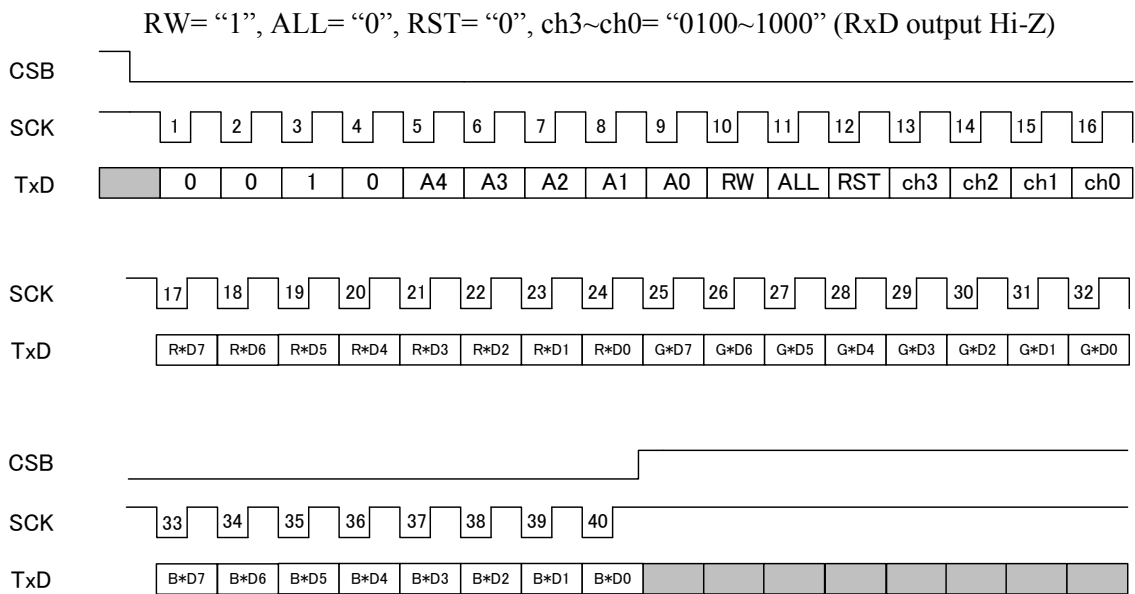 RW= “1”, ALL= “0”, RST= “0”, ch3~ch0= “0100~1000” (RxD output Hi-Z)
CSB
SCK 1 2 3 4 5 6 7 8 9 10 11 12 13 14 15 16
TxD 0 0 1 0 A4 A3 A2 A1 A0 RW ALL RST ch3 ch2 ch1 ch0
SCK 17 18 19 20 21 22 23 24 25 26 27 28 29 30 31 32
TxD R*D7 R*D6 R*D5 R*D4 R*D3 R*D2 R*D1 R*D0 G*D7 G*D6 G*D5 G*D4 G*D3 G*D2 G*D1 G*D0
CSB
SCK 33 34 35 36 37 38 39 40
TxD B*D7 B*D6 B*D5 B*D4 B*D3 B*D2 B*D1 B*D0